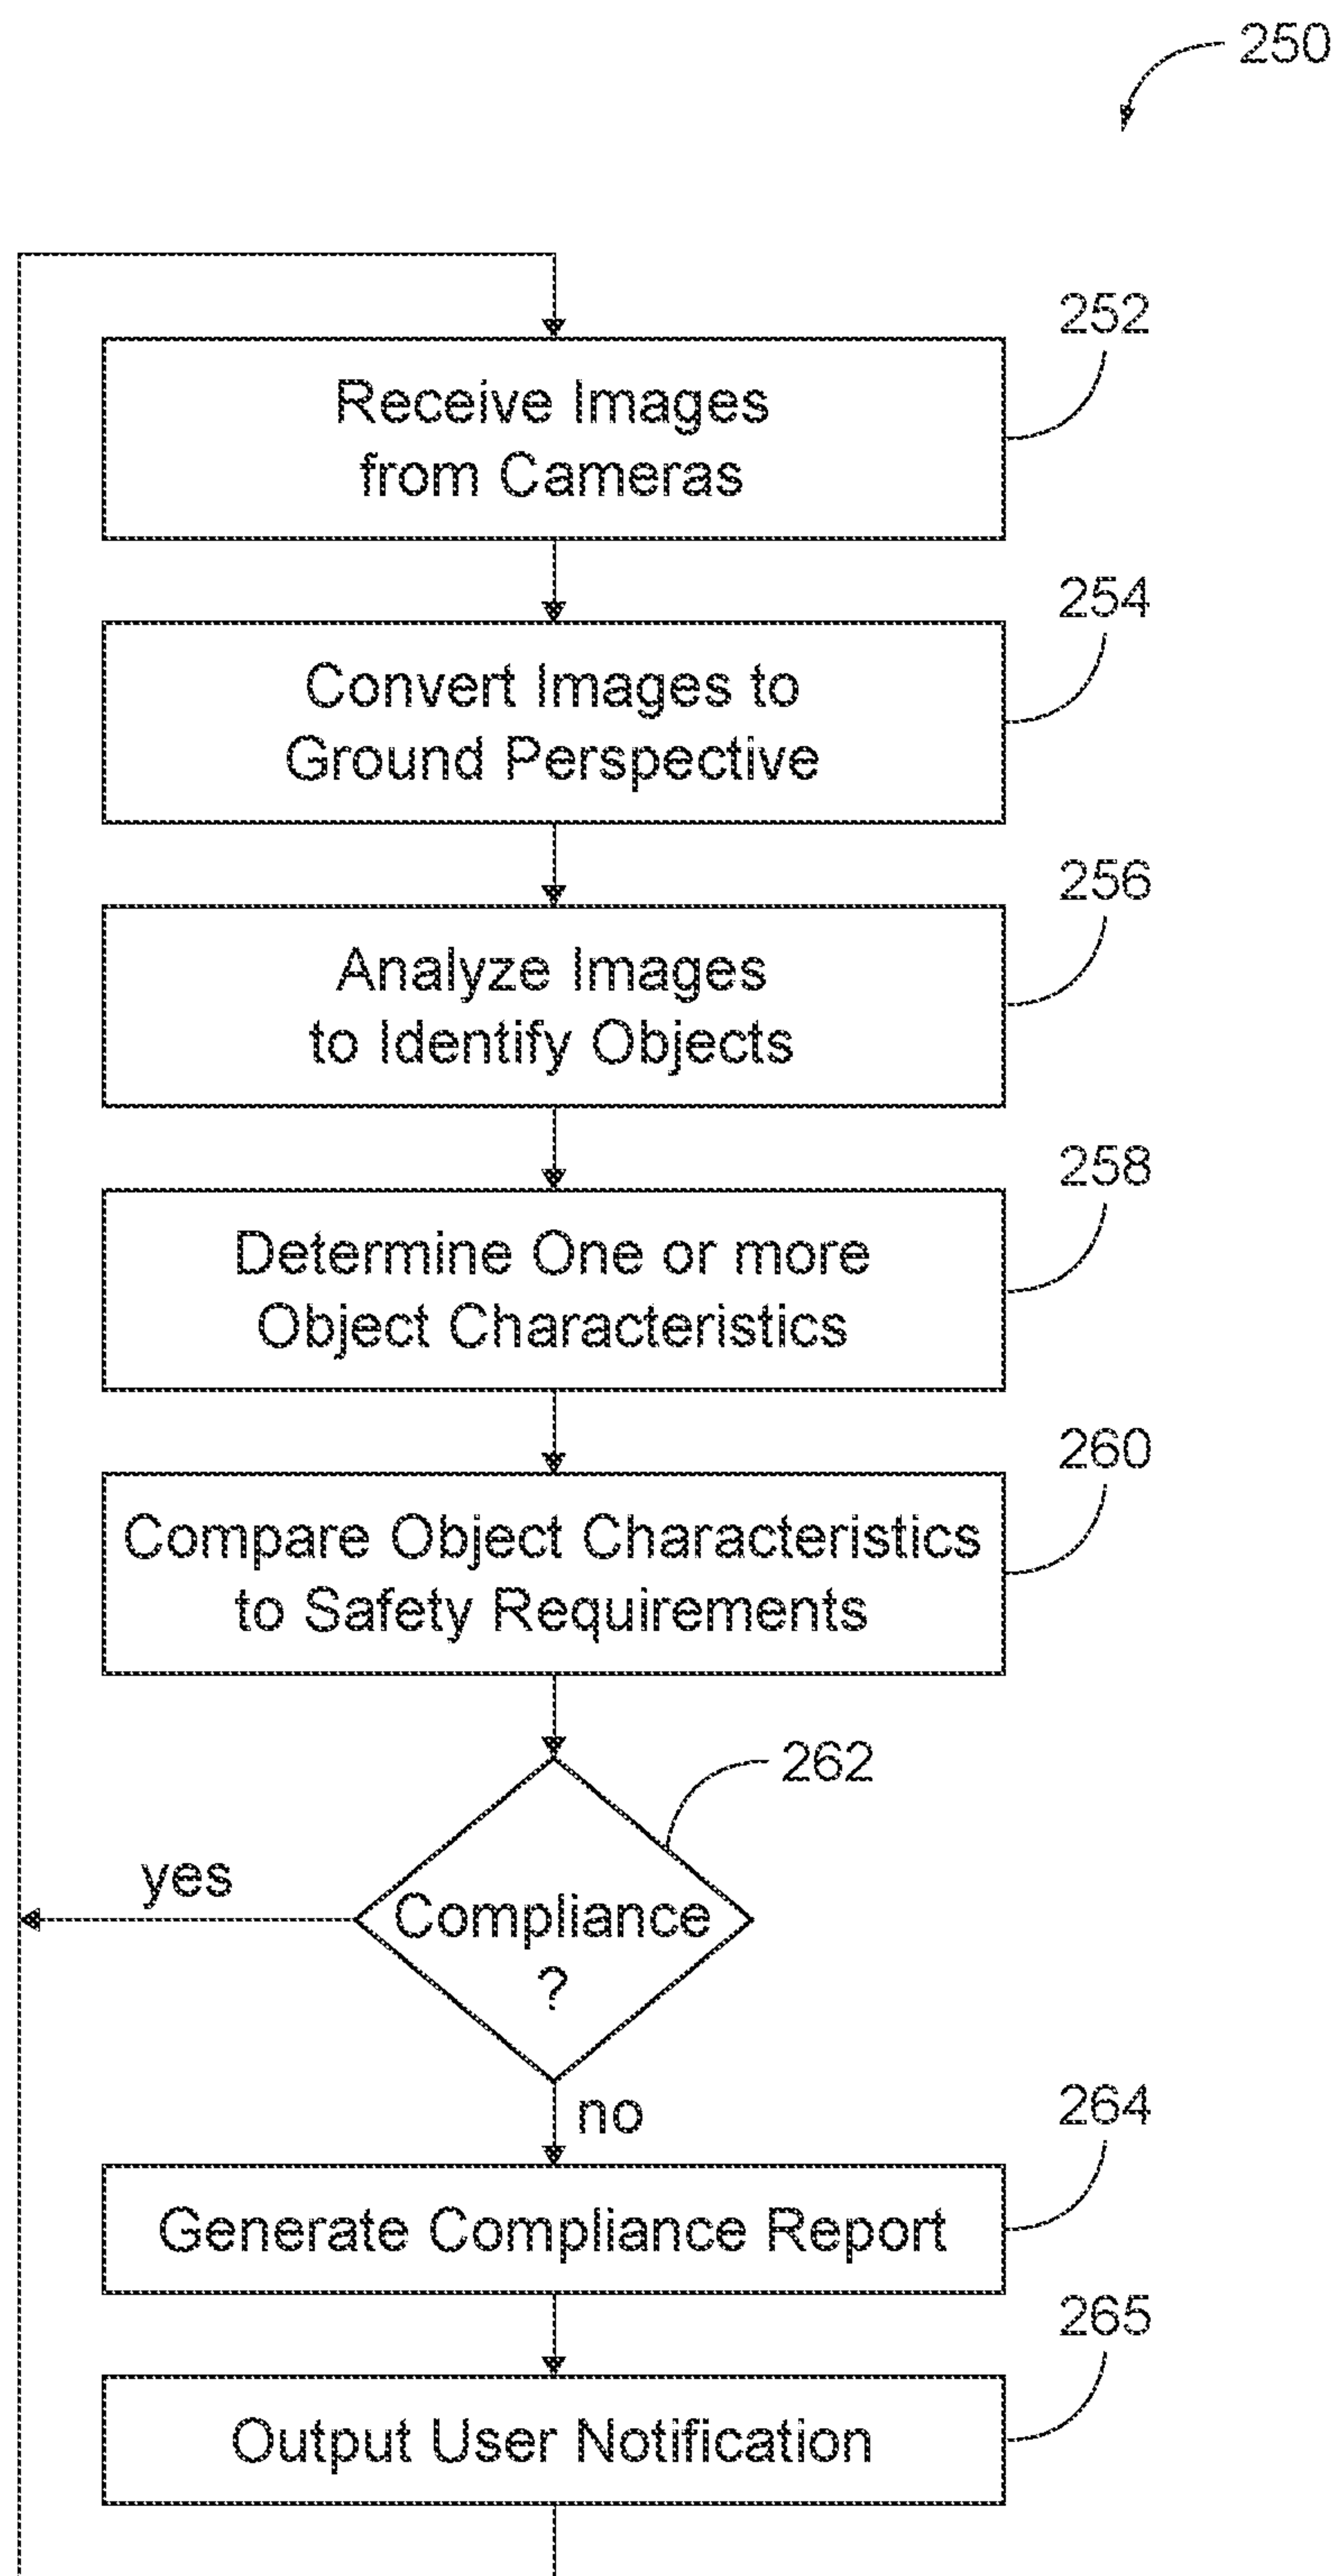 250
252
Receive Images
from Cameras
254
Convert Images to
Ground Perspective
256
Analyze Images
to Identify Objects
258
Determine One or more
Object Characteristics
260
Compare Object Characteristics
to Safety Requirements
262
yes
Compliance
?
no
264
Generate Compliance Report
265
Output User Notification